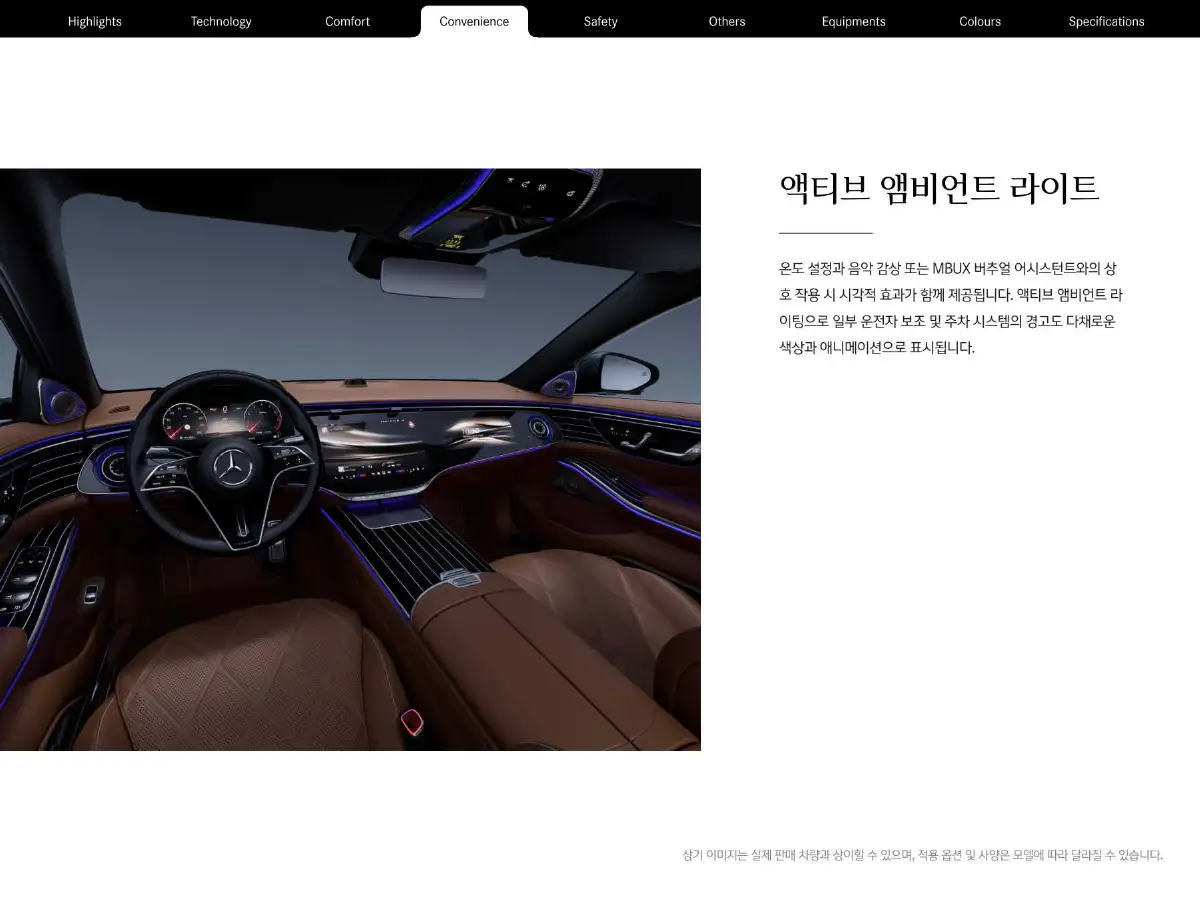 Highlights Technology Comfort Convenience Safety Others Equipments Colours Specifications
액티브 앰비언트 라이트
온도 설정과 음악 감상 또는 MBUX 버추얼 어시스턴트와의 상
호 작용 시 시각적 효과가 함께 제공됩니다. 액티브 앰비언트 라
이팅으로 일부 운전자 보조 및 주차 시스템의 경고도 다채로운
색상과 애니메이션으로 표시됩니다.
상기 이미지는 실제 판매 차량과 상이할 수 있으며, 적용 옵션 및 사양은 모델에 따라 달라질 수 있습니다.